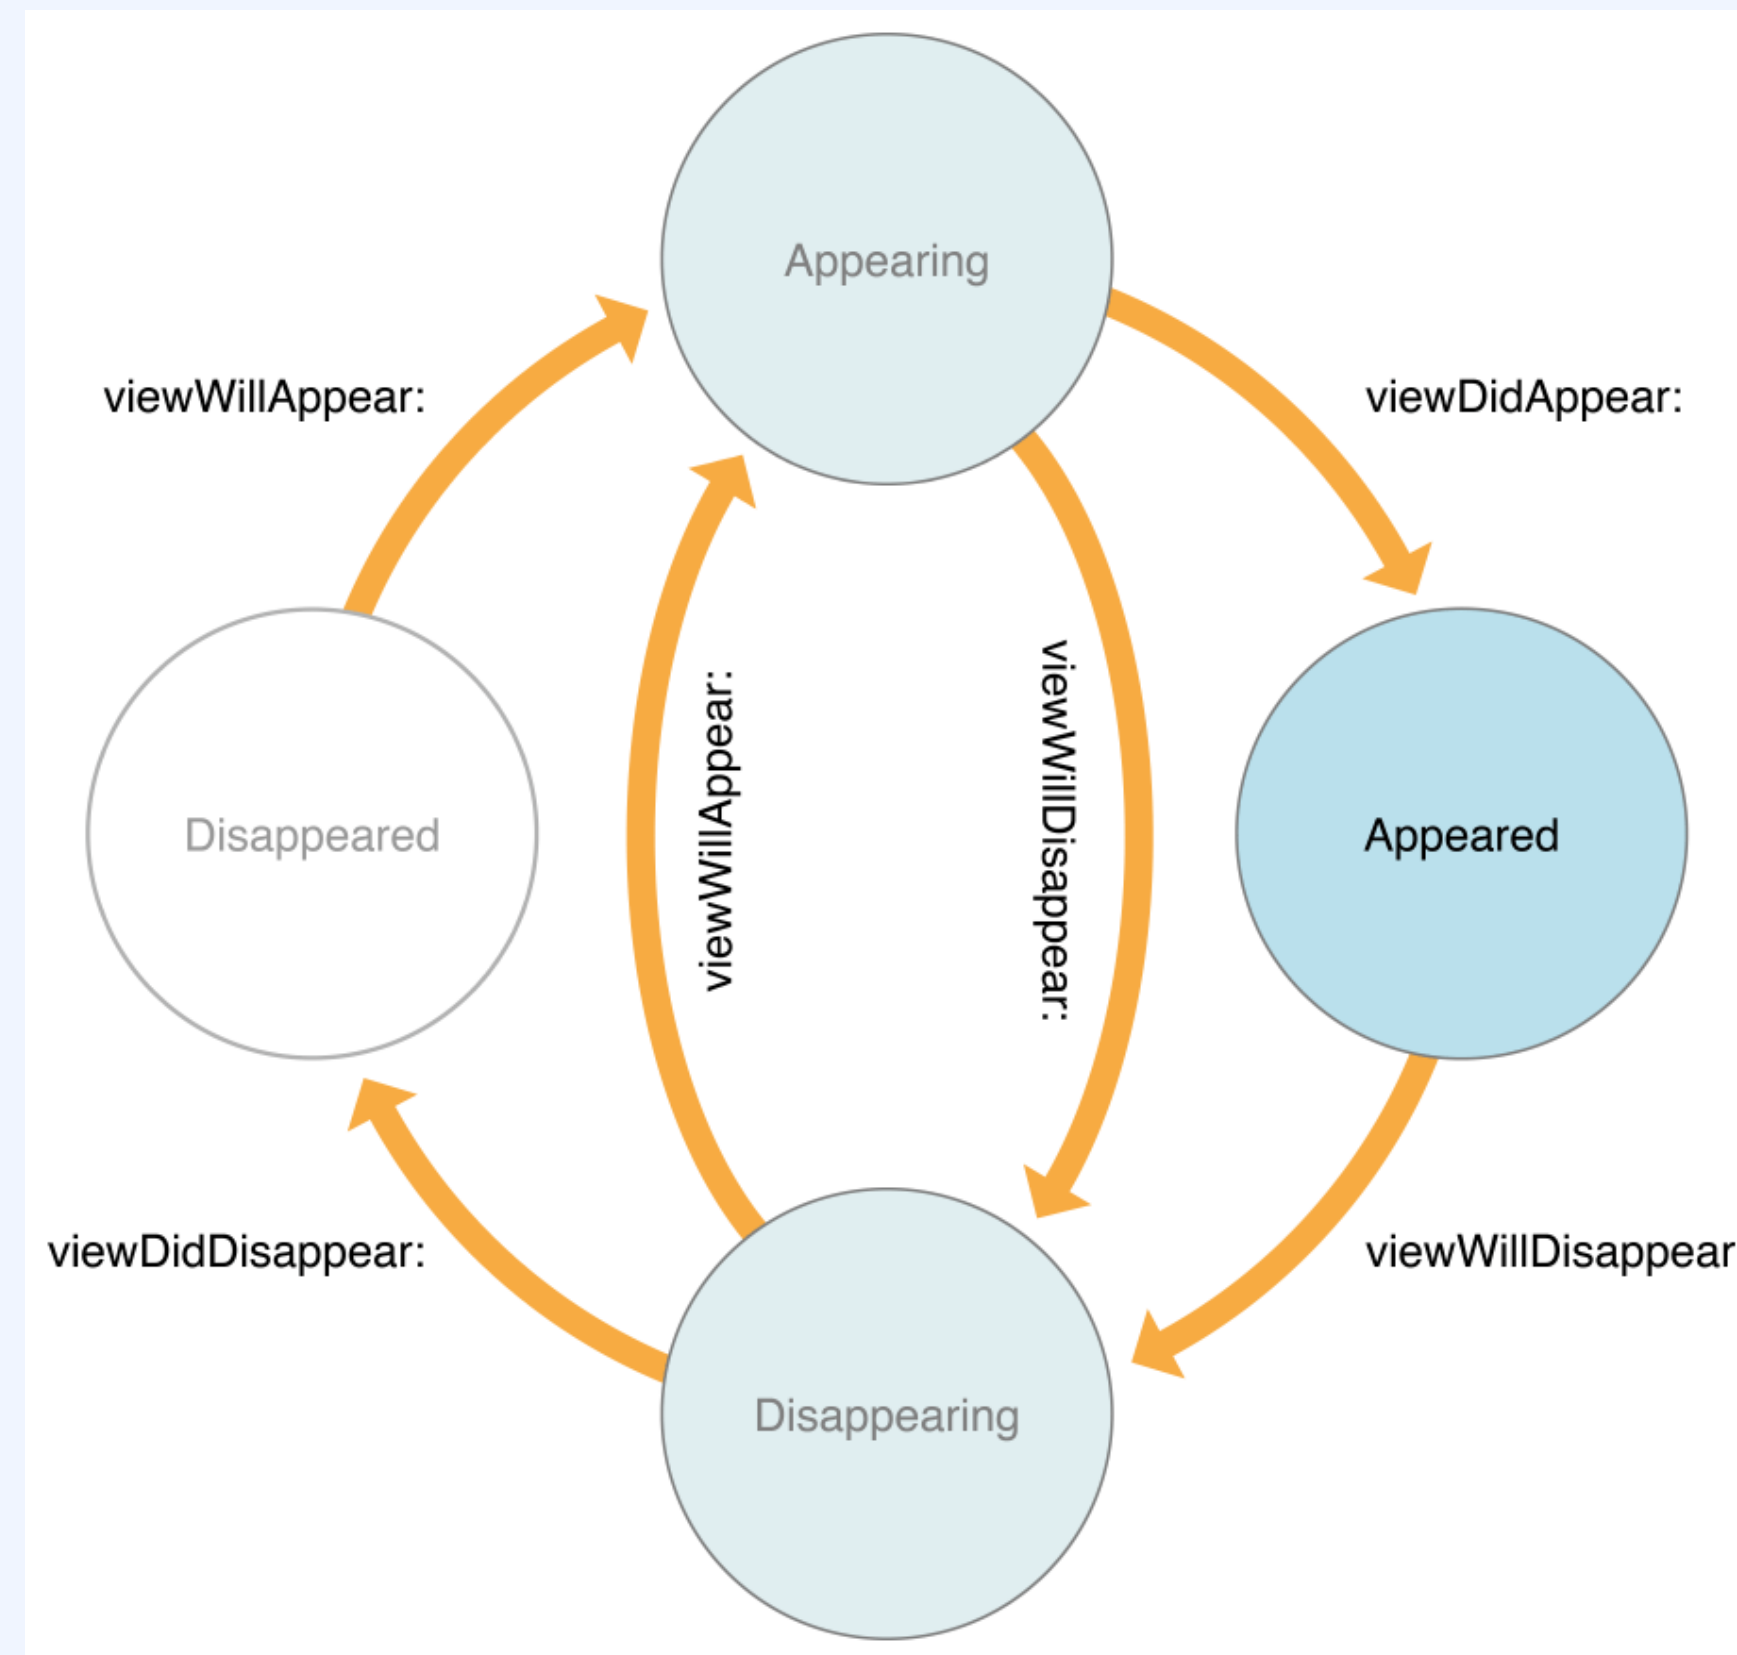 Appearing
viewWillAppear:
viewDidAppear:
viewWillAppear:
viewWillDisappear:
Disappeared
Appeared
viewDidDisappear:
viewWillDisappear
Disappearing